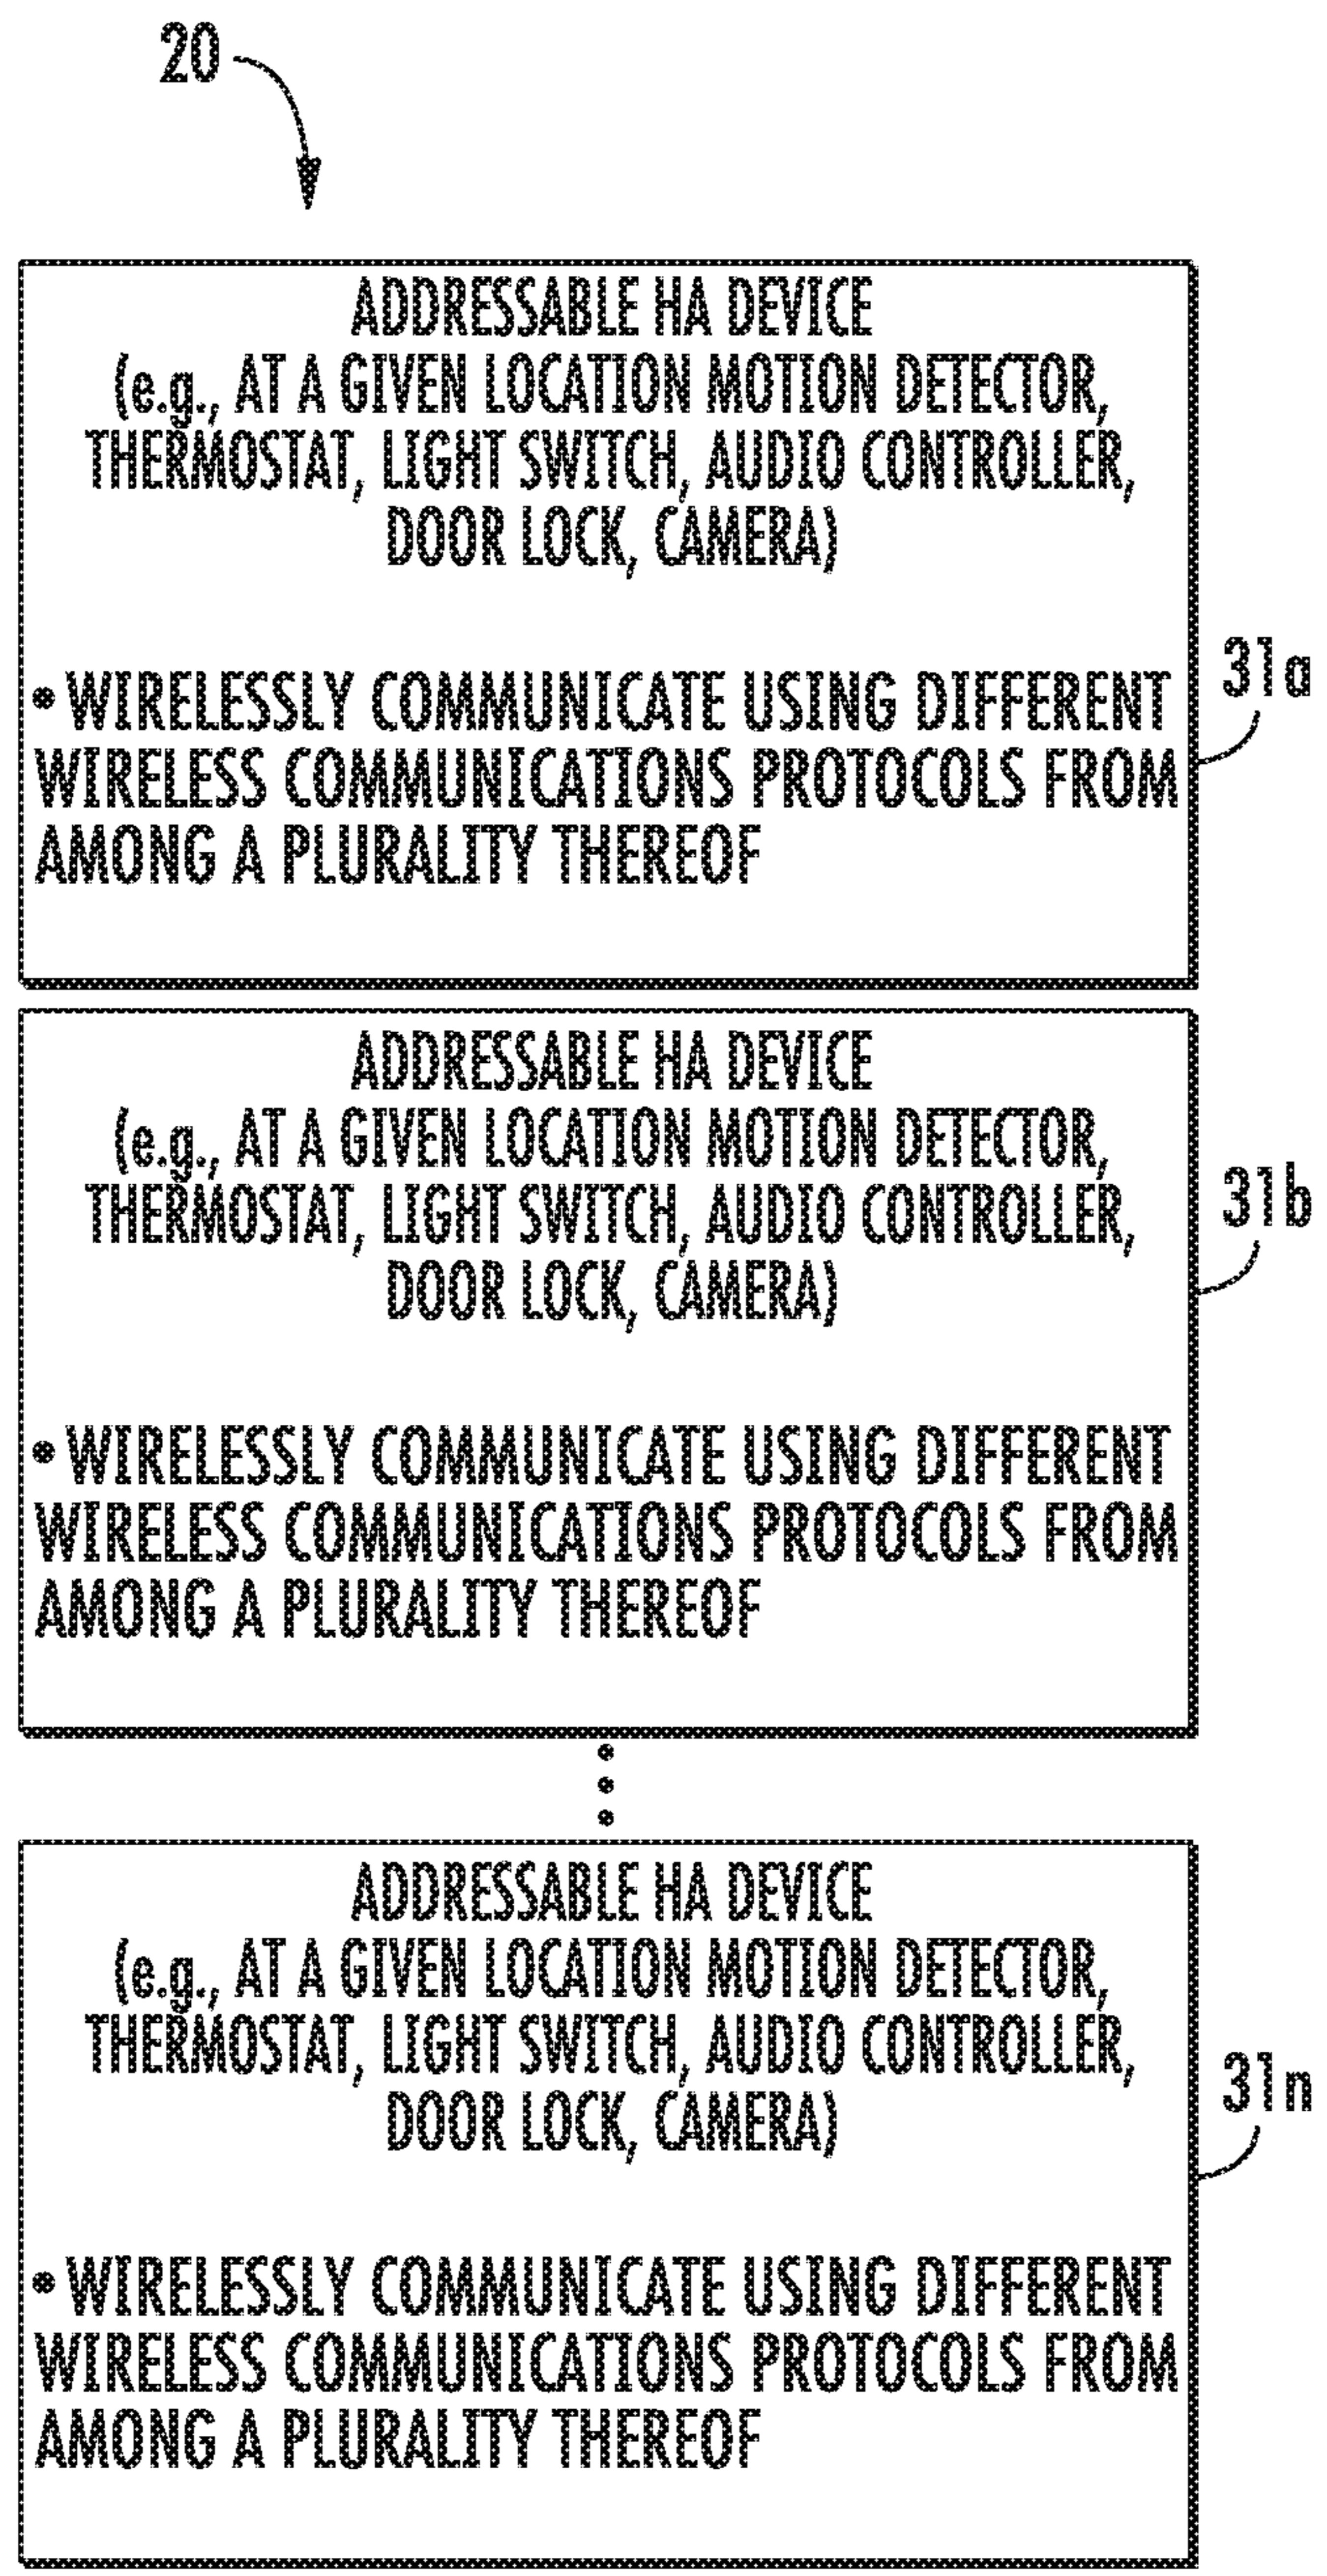 20
ADDRESSABLE HA DEVICE
(e.g., AT A GIVEN LOCATION MOTION DETECTOR,
THERMOSTAT, LIGHT SWITCH, AUDIO CONTROLLER,
DOOR LOCK, CAMERA)
• WIRELESSLY COMMUNICATE USING DIFFERENT
WIRELESS COMMUNICATIONS PROTOCOLS FROM
AMONG A PLURALITY THEREOF
31a
ADDRESSABLE HA DEVICE
(e.g., AT A GIVEN LOCATION MOTION DETECTOR,
THERMOSTAT, LIGHT SWITCH, AUDIO CONTROLLER,
DOOR LOCK, CAMERA)
• WIRELESSLY COMMUNICATE USING DIFFERENT
WIRELESS COMMUNICATIONS PROTOCOLS FROM
AMONG A PLURALITY THEREOF
31b
ADDRESSABLE HA DEVICE
(e.g., AT A GIVEN LOCATION MOTION DETECTOR,
THERMOSTAT, LIGHT SWITCH, AUDIO CONTROLLER,
DOOR LOCK, CAMERA)
• WIRELESSLY COMMUNICATE USING DIFFERENT
WIRELESS COMMUNICATIONS PROTOCOLS FROM
AMONG A PLURALITY THEREOF
31n